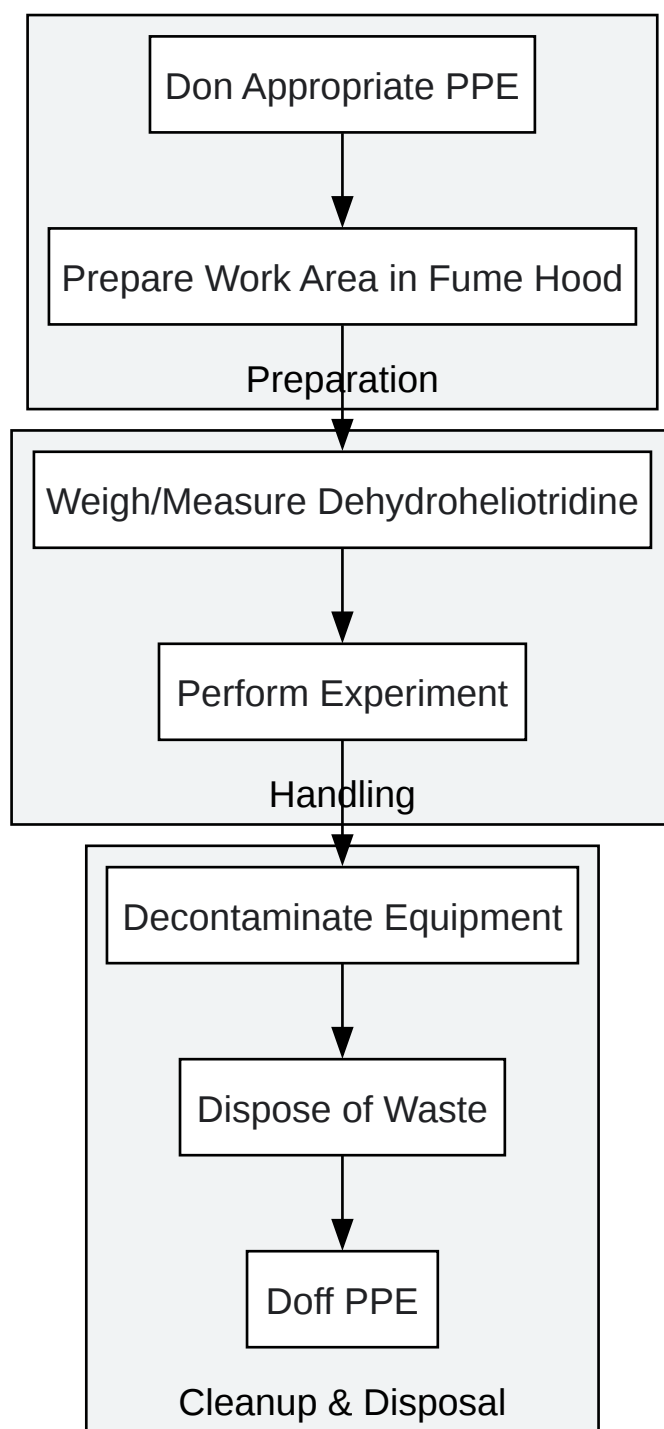 Don Appropriate PPE
Prepare Work Area in Fume Hood
Preparation
Weigh/Measure Dehydroheliotridine
Perform Experiment
Handling
Decontaminate Equipment
Dispose of Waste
Doff PPE
Cleanup & Disposal